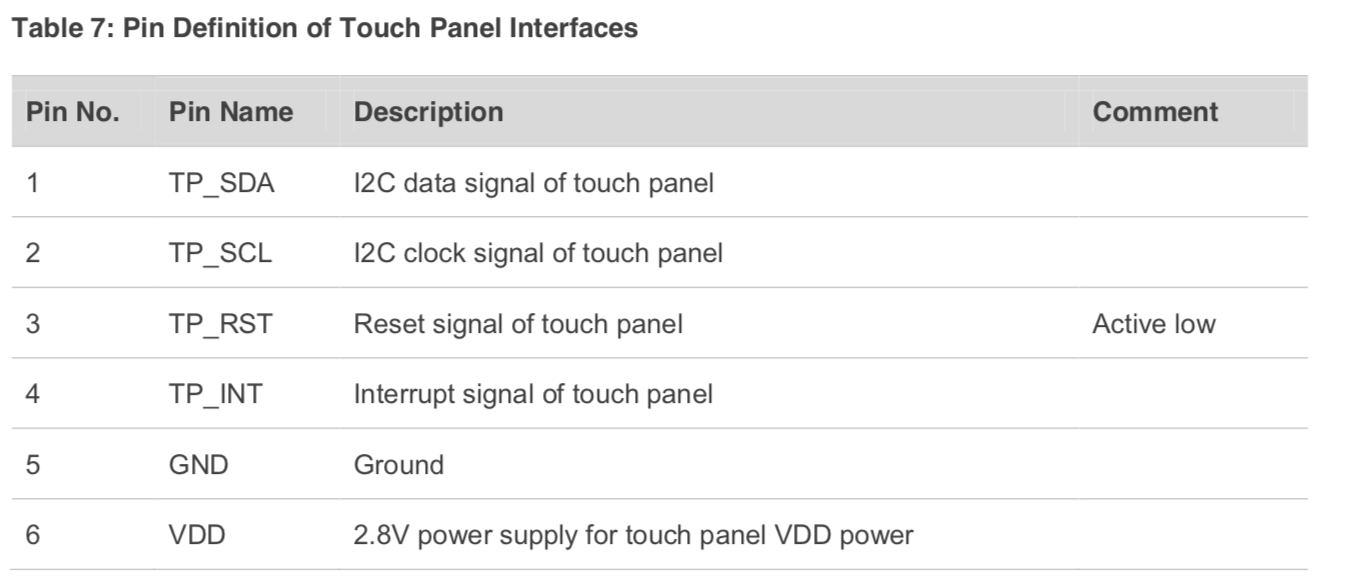 Table 7: Pin Definition of Touch Panel Interfaces
Pin No. Pin Name Description Comment
1 TP_SDA I2C data signal of touch panel
2 TP_SCL I2C clock signal of touch panel
3 TP_RST Reset signal of touch panel Active low
4 TP_INT Interrupt signal of touch panel
5 GND Ground
6 VDD 2.8V power supply for touch panel VDD power